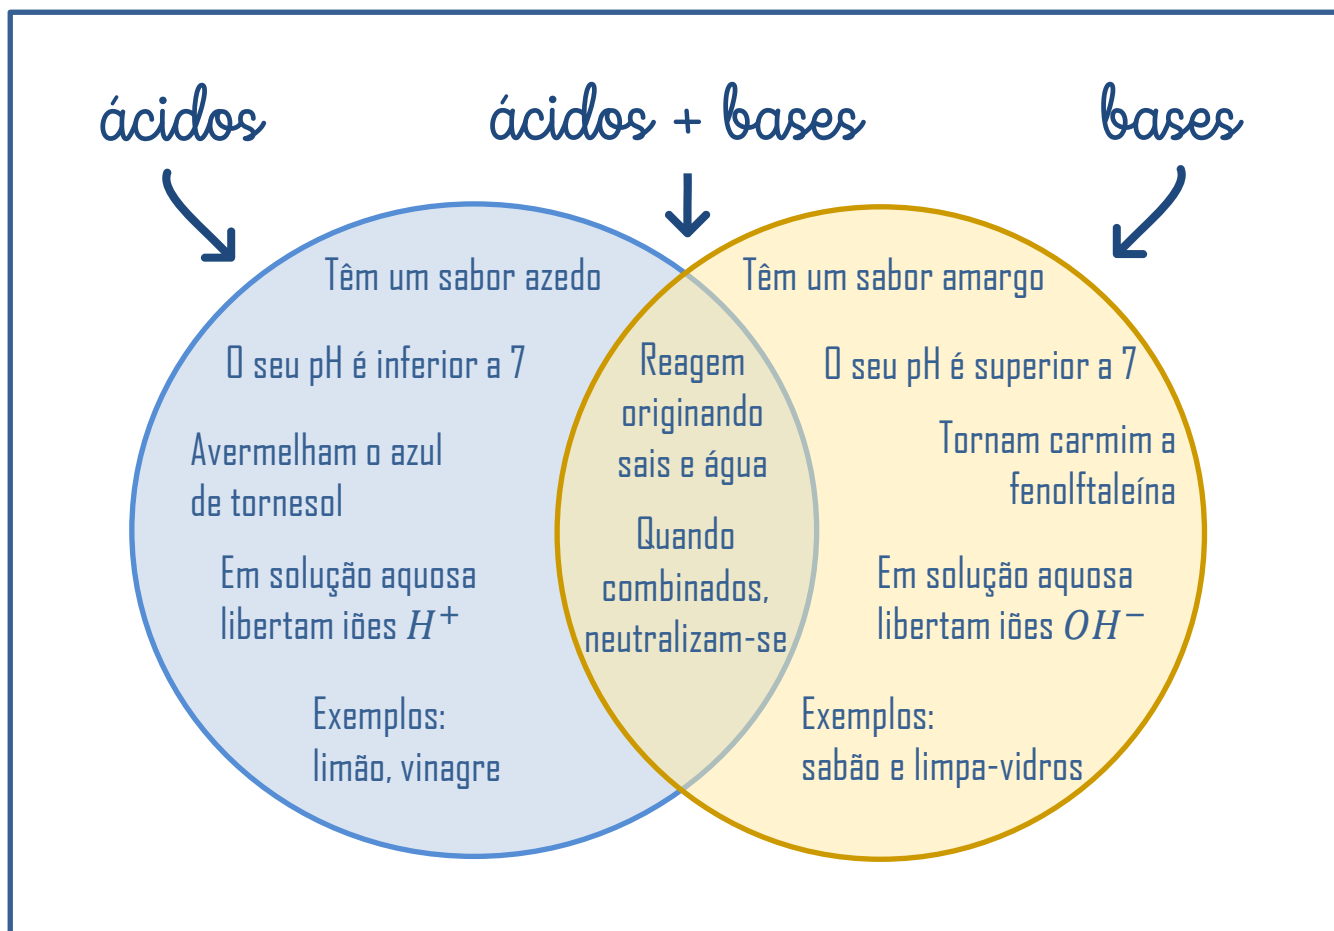 ácidos
ácidos + bases
bases
Têm um sabor azedo
O seu pH é inferior a 7
Avermelham o azul
de tornesol
Em solução aquosa
libertam iões H⁺
Exemplos:
limão, vinagre
Reagem
originando
sais e água
Quando
combinados,
neutralizam-se
Têm um sabor amargo
O seu pH é superior a 7
Tornam carmim a
fenolftaleína
Em solução aquosa
libertam iões OH⁻
Exemplos:
sabão e limpa-vidros